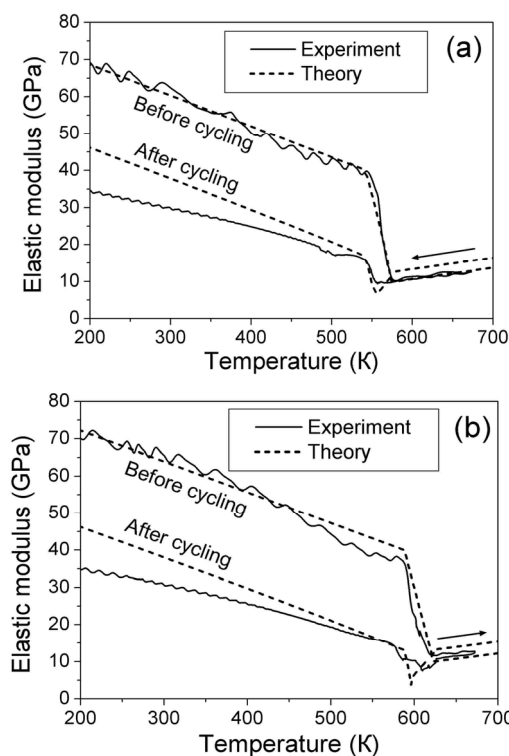 Experiment
Theory
(a)
Before cycling
After cycling
Elastic modulus (GPa)
80
70
60
50
40
30
20
10
0
200 300 400 500 600 700
Temperature (K)
Experiment
Theory
(b)
Before cycling
After cycling
Elastic modulus (GPa)
80
70
60
50
40
30
20
10
0
200 300 400 500 600 700
Temperature (K)